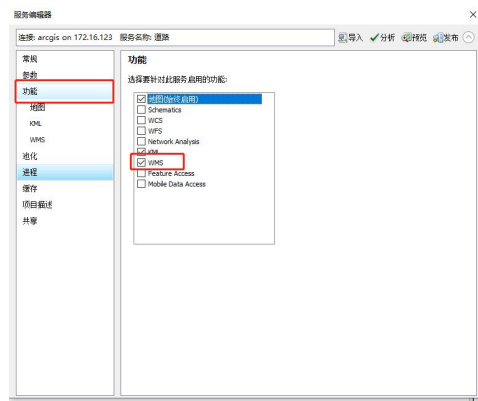 服务编辑器
连接: arcgis on 172.16.123 服务名称: 道路
导入 分析 预览 发布
常规
参数
功能
地图
KML
WMS
池化
进程
缓存
项目描述
共享
功能
选择要针对此服务启用的功能:
地图(始终启用)
Schematics
WCS
WFS
Network Analysis
KML
WMS
Feature Access
Mobile Data Access